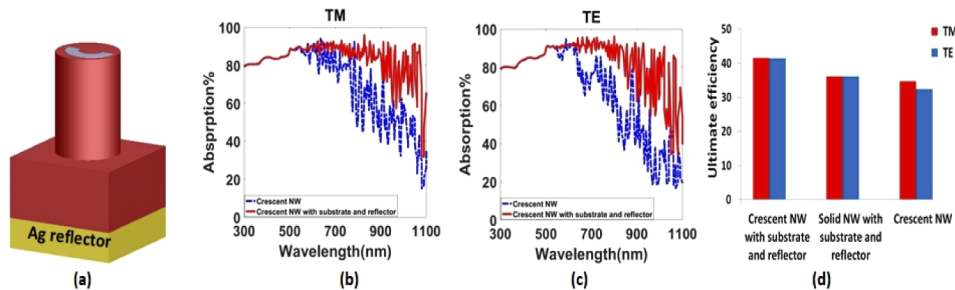 Ag reflector
(a)
TM
Absprption%
100
80
60
40
20
0
Crescent NW
Crescent NW with substrate and reflector
300 500 700 900 1100
Wavelength(nm)
(b)
TE
Absorption%
100
80
60
40
20
0
Crescent NW
Crescent NW with substrate and reflector
300 500 700 900 1100
Wavelength(nm)
(c)
TM
TE
Ultimate efficiency
50
40
30
20
10
0
Crescent NW
with substrate
and reflector
Solid NW with
substrate and
reflector
Crescent NW
(d)